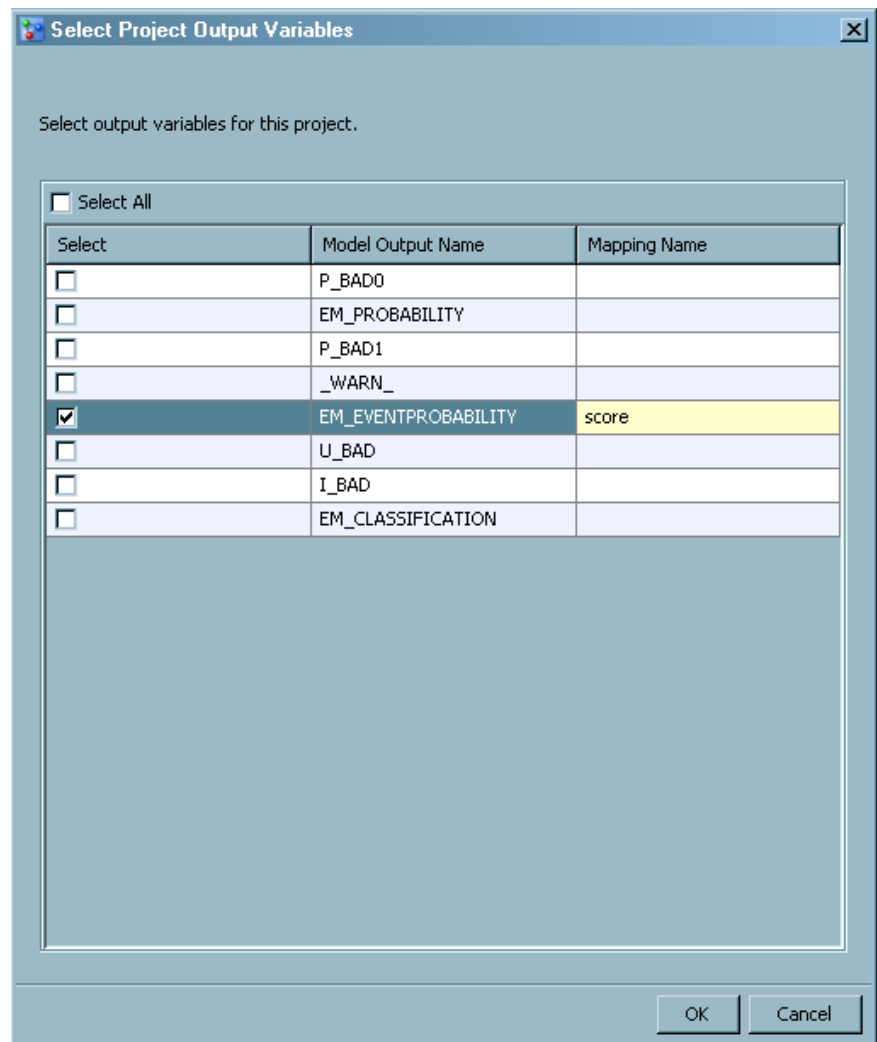 Select Project Output Variables
Select output variables for this project.
Select All
Select Model Output Name Mapping Name
P_BAD0
EM_PROBABILITY
P_BAD1
_WARN_
EM_EVENTPROBABILITY score
U_BAD
I_BAD
EM_CLASSIFICATION
OK Cancel